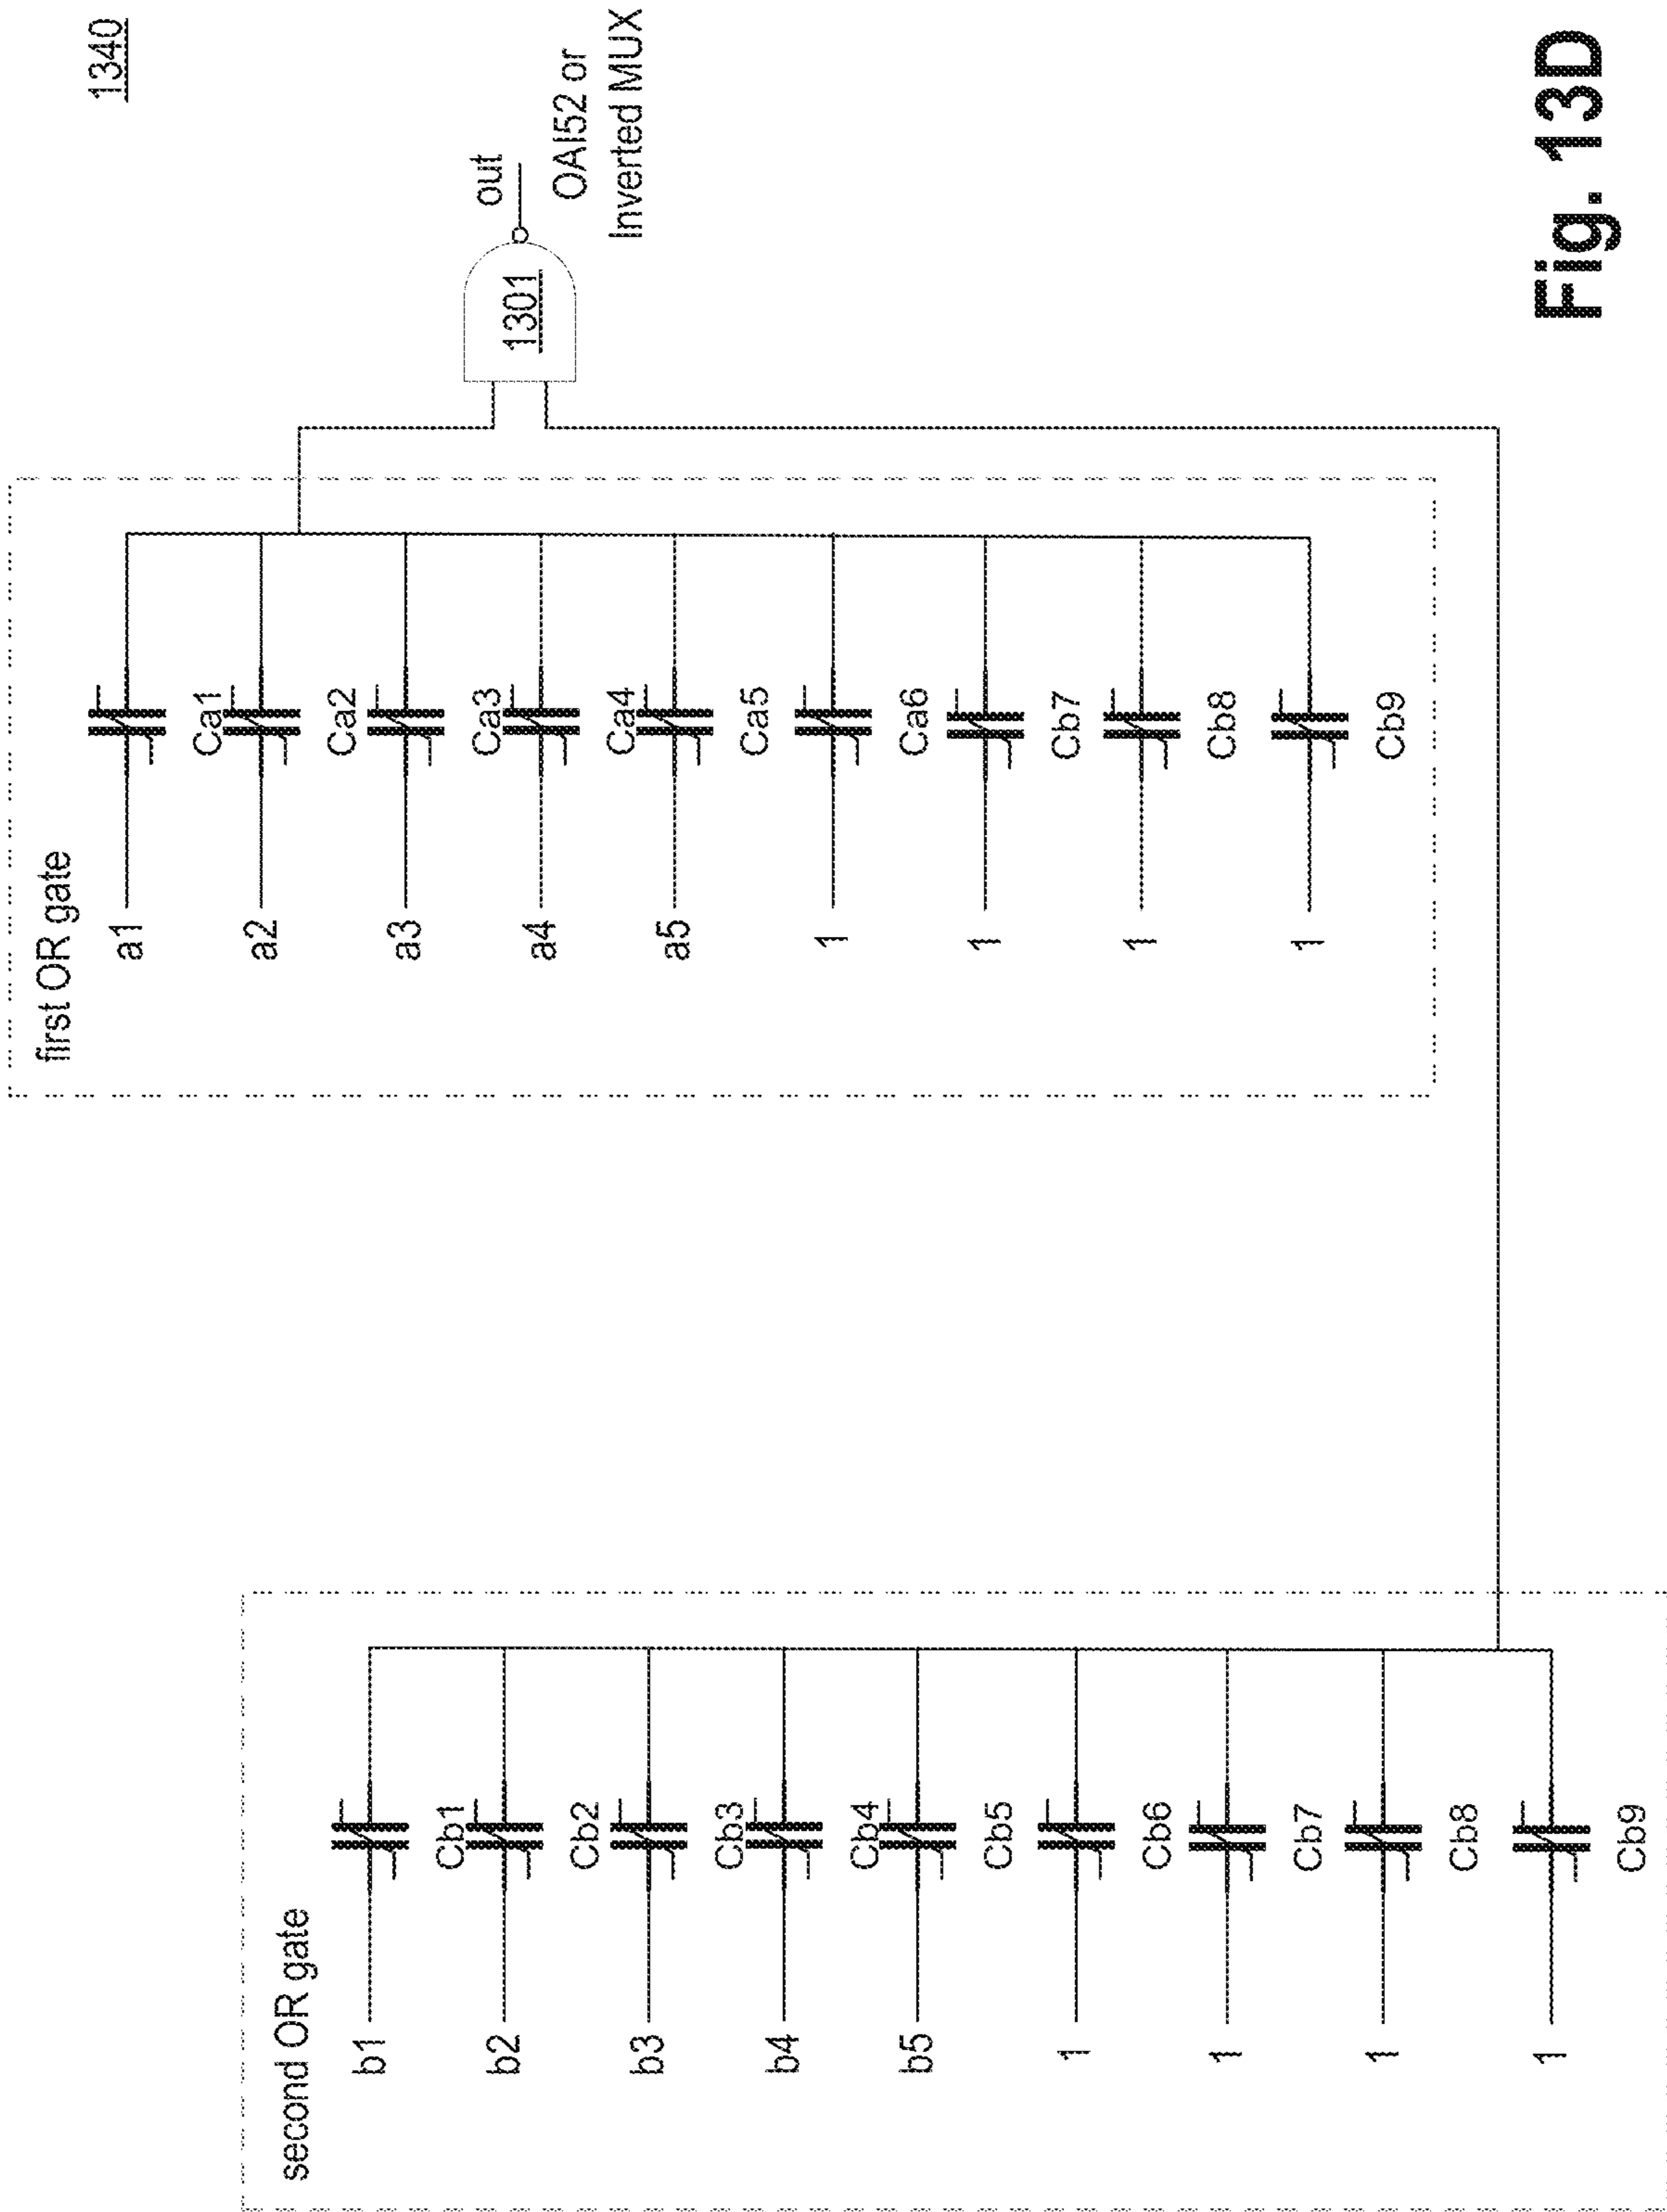 1340
first OR gate
a1
Ca1
a2
Ca2
a3
Ca3
a4
Ca4
a5
Ca5
1
Ca6
1
Cb7
1
Cb8
1
Cb9
1301
out
OAI52 or
Inverted MUX
second OR gate
b1
Cb1
b2
Cb2
b3
Cb3
b4
Cb4
b5
Cb5
1
Cb6
1
Cb7
1
Cb8
1
Cb9
Fig. 13D